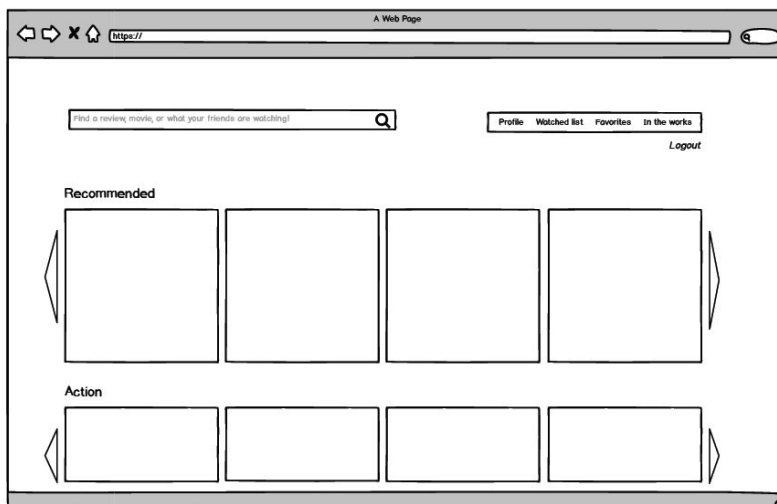 A Web Page
https://
Find a review, movie, or what your friends are watching!
Profile Watched list Favorites In the works
Logout
Recommended
Action